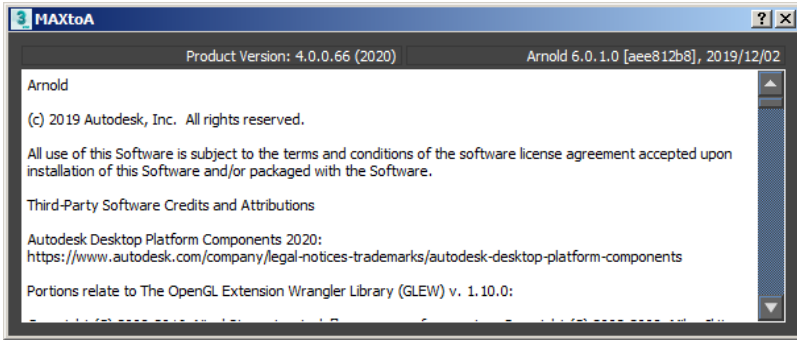 3 MAXtoA
Product Version: 4.0.0.66 (2020) Arnold 6.0.1.0 [aee812b8], 2019/12/02
Arnold
(c) 2019 Autodesk, Inc. All rights reserved.
All use of this Software is subject to the terms and conditions of the software license agreement accepted upon
installation of this Software and/or packaged with the Software.
Third-Party Software Credits and Attributions
Autodesk Desktop Platform Components 2020:
https://www.autodesk.com/company/legal-notices-trademarks/autodesk-desktop-platform-components
Portions relate to The OpenGL Extension Wrangler Library (GLEW) v. 1.10.0: